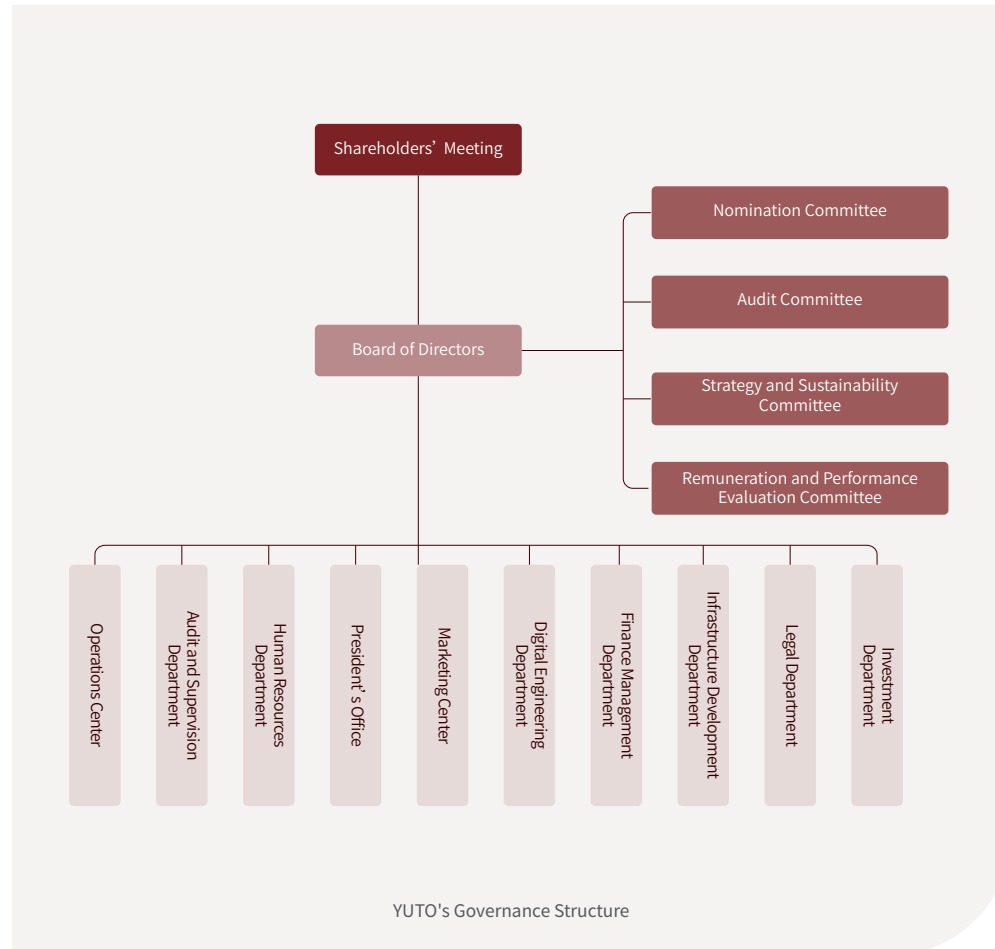 Shareholders’ Meeting
Nomination Committee
Audit Committee
Board of Directors
Strategy and Sustainability
Committee
Remuneration and Performance
Evaluation Committee
Operations Center
Audit and Supervision
Department
Human Resources
Department
President’s Office
Marketing Center
Digital Engineering
Department
Finance Management
Department
Infrastructure Development
Department
Legal Department
Investment
Department
YUTO's Governance Structure